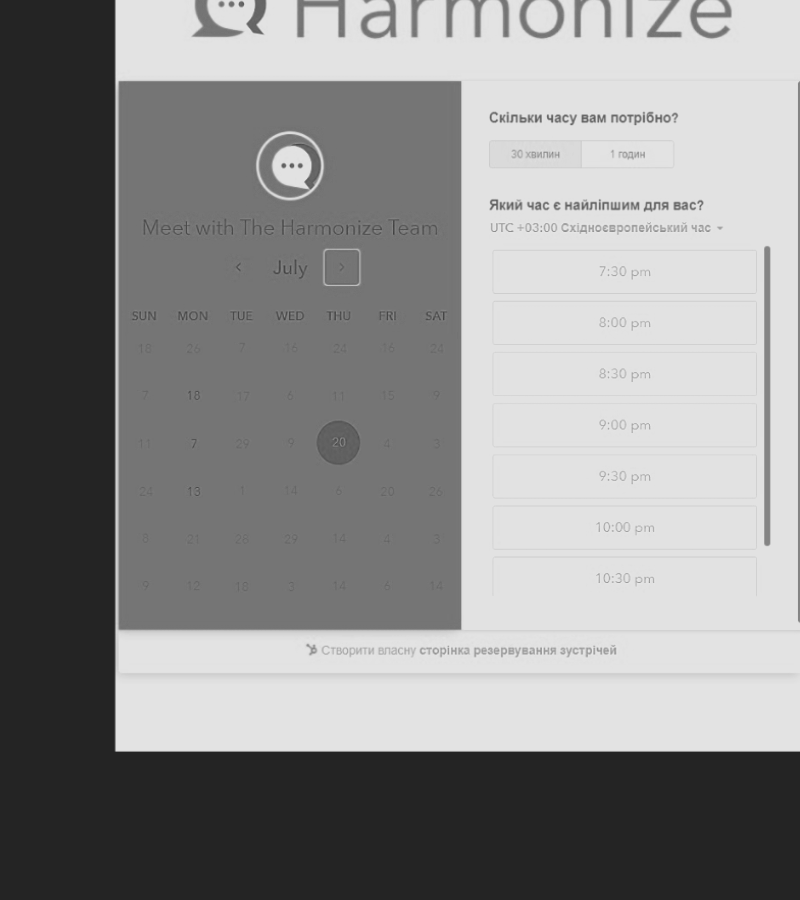 Harmonize
Meet with The Harmonize Team
July
SUN MON TUE WED THU FRI SAT
18 26 7 16 24 16 24
7 18 17 6 11 15 9
11 7 29 9 20 4 3
24 13 1 14 6 20 26
8 21 28 29 14 4 3
9 12 18 3 14 6 14
Скільки часу вам потрібно?
30 хвилин 1 годин
Який час є найліпшим для вас?
UTC +03:00 Східноєвропейський час
7:30 pm
8:00 pm
8:30 pm
9:00 pm
9:30 pm
10:00 pm
10:30 pm
Створити власну сторінка резервування зустрічей